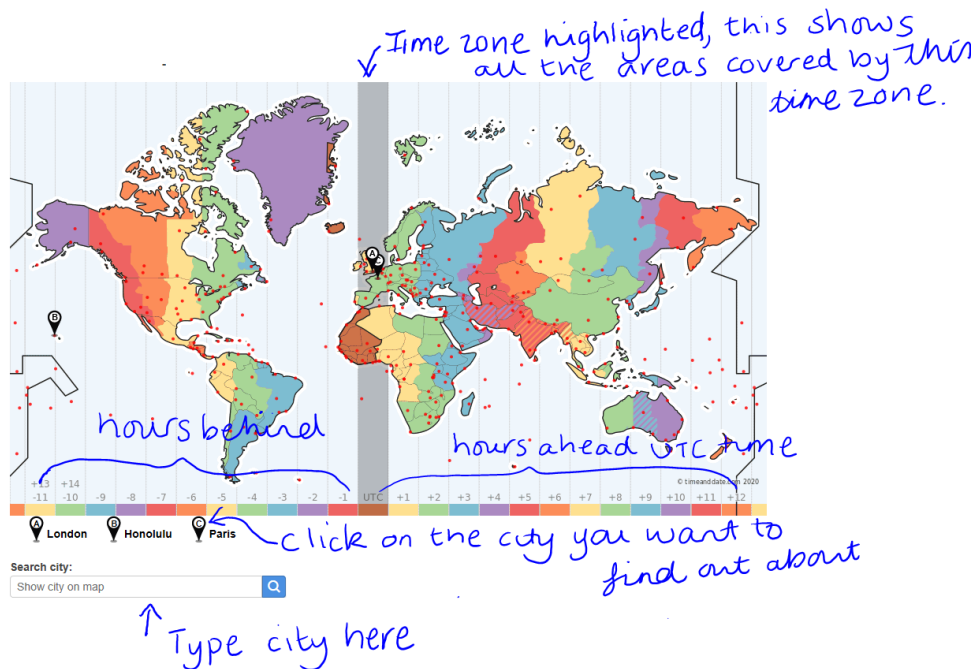 Time zone highlighted, this shows
all the areas covered by this
time zone.
A
C
B
hours behind
hours ahead UTC time
© timeanddate.com 2020
+13 +14
-11 -10 -9 -8 -7 -6 -5 -4 -3 -2 -1 UTC +1 +2 +3 +4 +5 +6 +7 +8 +9 +10 +11 +12
A London B Honolulu C Paris
click on the city you want to
find out about
Search city:
Show city on map
Type city here